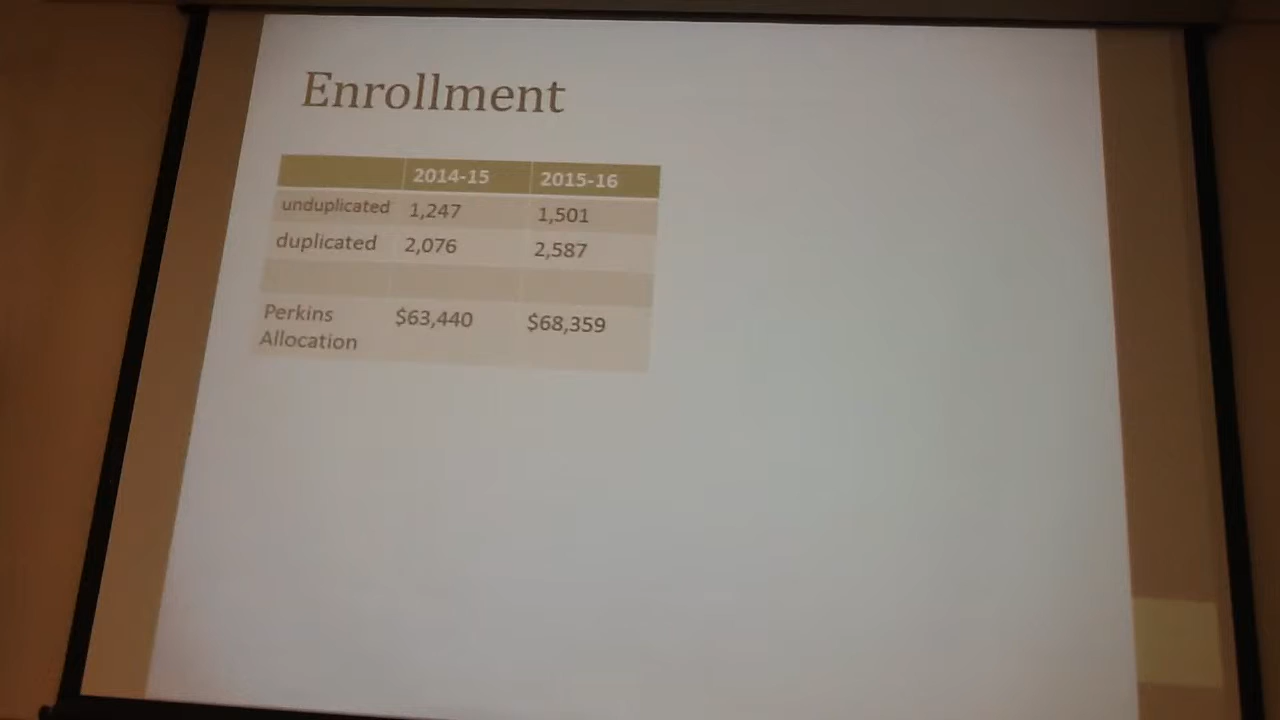 Enrollment
2014-15 2015-16
unduplicated 1,247 1,501
duplicated 2,076 2,587
Perkins $63,440 $68,359
Allocation